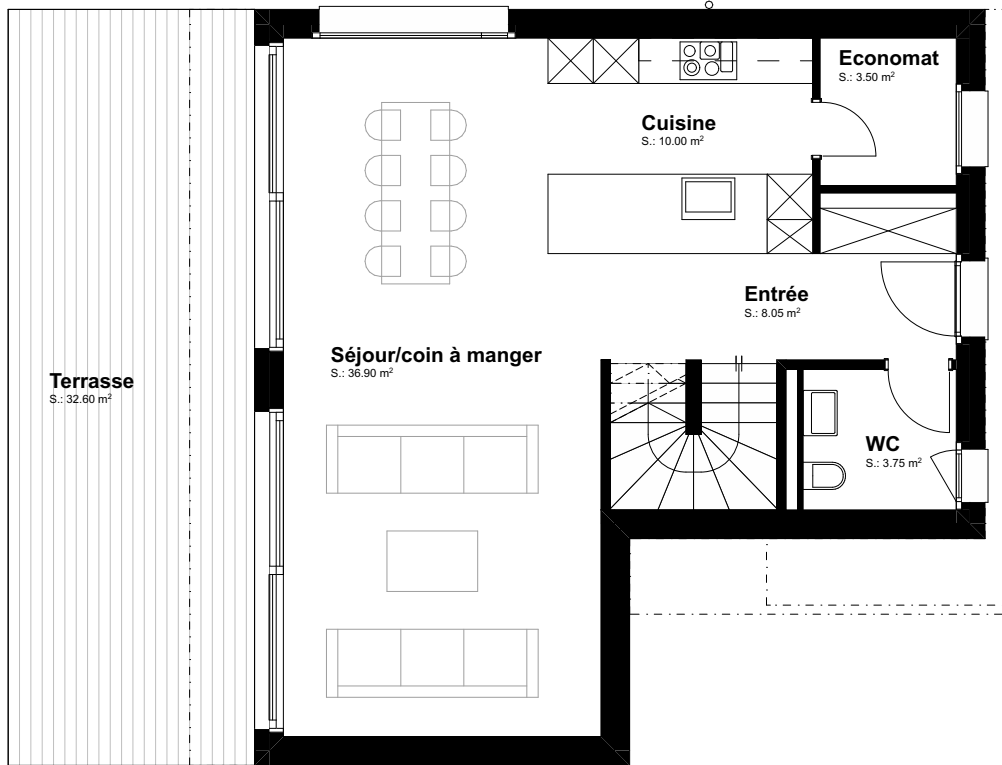 Economat
S.: 3.50 m²
Cuisine
S.: 10.00 m²
Entrée
S.: 8.05 m²
Séjour/coin à manger
S.: 36.90 m²
Terrasse
S.: 32.60 m²
WC
S.: 3.75 m²